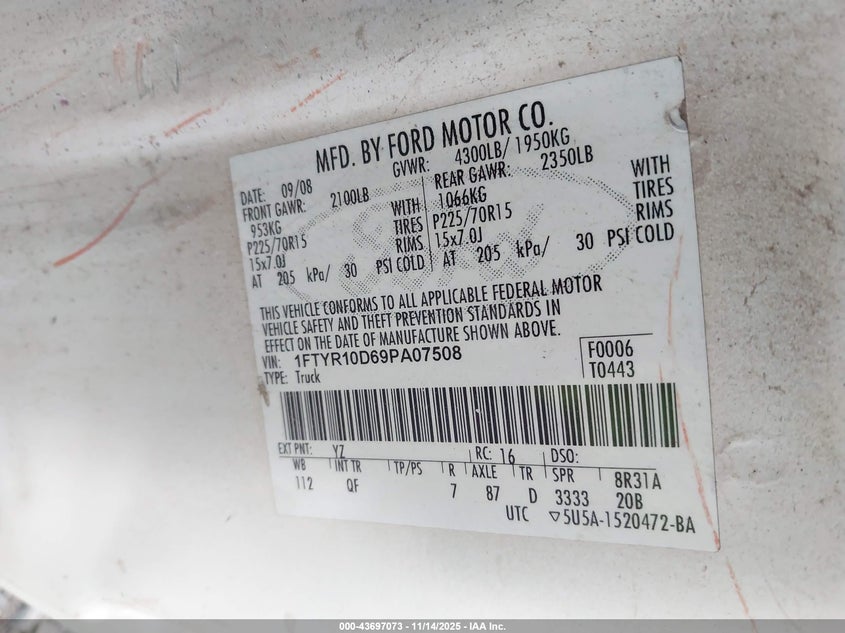 MFD. BY FORD MOTOR CO.
DATE: 09/08 GVWR: 4300LB/ 1950KG
FRONT GAWR: 2100LB REAR GAWR: 2350LB
953KG WITH 1066KG WITH
P225/70R15 TIRES P225/70R15 TIRES
15x7.0J RIMS 15x7.0J RIMS
AT 205 kPa/ 30 PSI COLD AT 205 kPa/ 30 PSI COLD
THIS VEHICLE CONFORMS TO ALL APPLICABLE FEDERAL MOTOR
VEHICLE SAFETY AND THEFT PREVENTION STANDARDS IN
EFFECT ON THE DATE OF MANUFACTURE SHOWN ABOVE.
VIN: 1FTYR10D69PA07508 F0006
TYPE: Truck T0443
EXT PNT: YZ RC: 16 DSO:
WB INT TR TP/PS R AXLE TR SPR 8R31A
112 QF 7 87 D 3333 20B
UTC ▽5U5A-1520472-BA
Ford
000-43697073 | 11/14/2025 - IAA Inc.